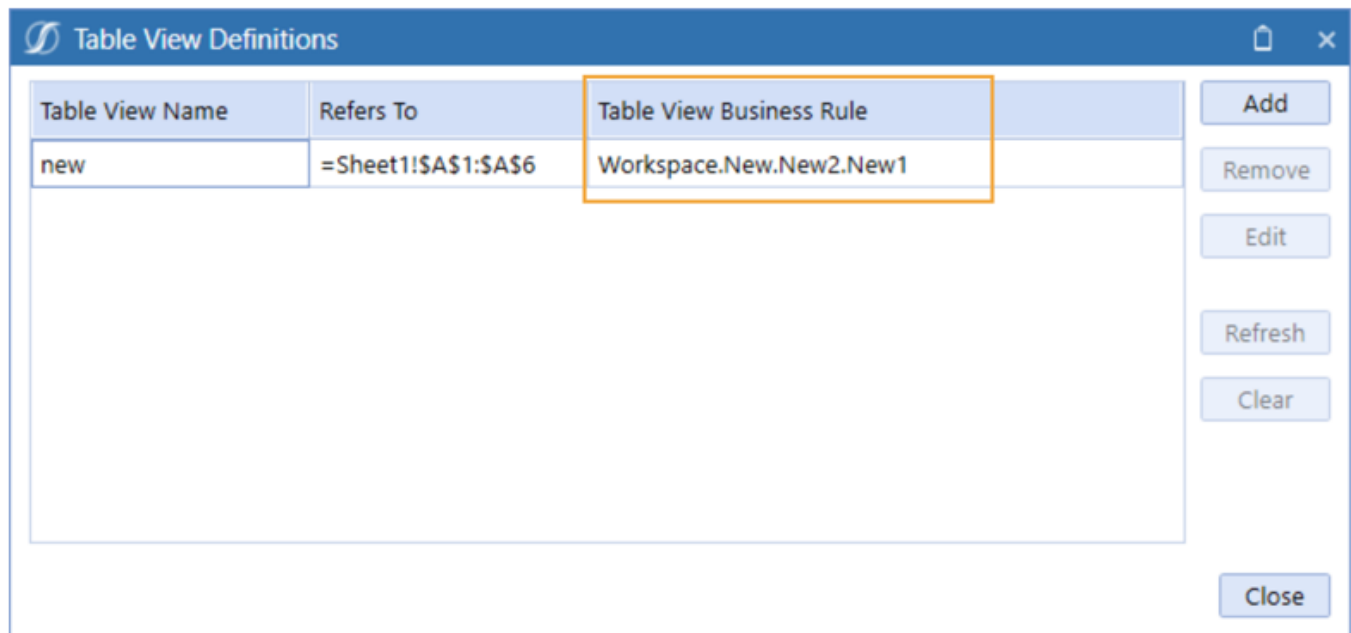 Table View Definitions
Table View Name Refers To Table View Business Rule
new =Sheet1!$A$1:$A$6 Workspace.New.New2.New1
Add
Remove
Edit
Refresh
Clear
Close